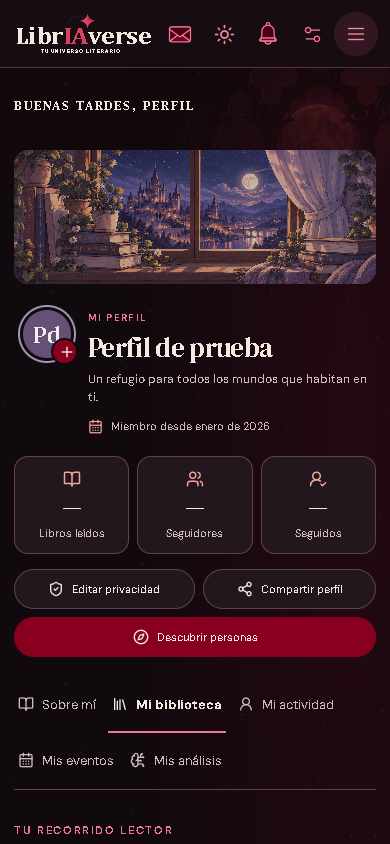 LibrIAverse
TU UNIVERSO LITERARIO
BUENAS TARDES, PERFIL
Pd
MI PERFIL
Perfil de prueba
Un refugio para todos los mundos que habitan en
ti.
Miembro desde enero de 2026
— — —
Libros leídos Seguidores Seguidos
Editar privacidad Compartir perfil
Descubrir personas
Sobre mí Mi biblioteca Mi actividad
Mis eventos Mis análisis
TU RECORRIDO LECTOR